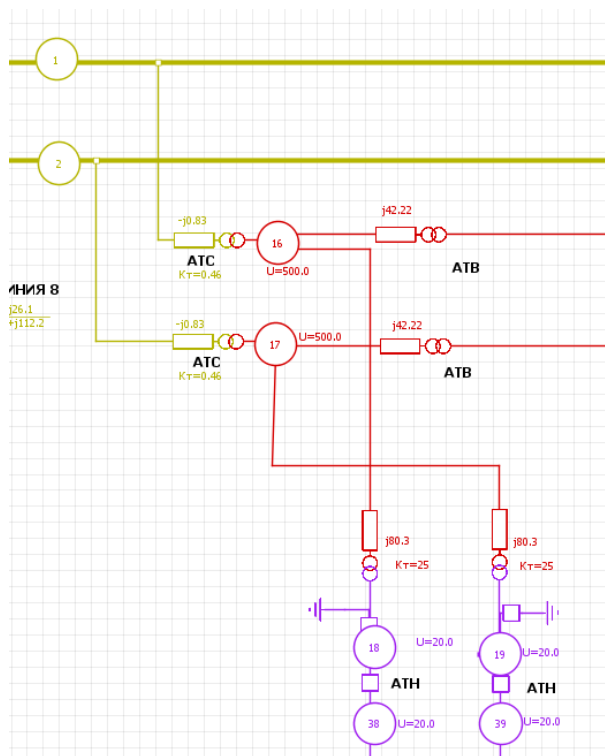 1
2
-j0.83
j42.22
16
АТС
АТВ
Кт=0.46
U=500.0
ИНИЯ 8
j26.1
+j112.2
-j0.83
j42.22
U=500.0
17
АТС
АТВ
Кт=0.46
j80.3
j80.3
Кт=25
Кт=25
18
U=20.0
19
U=20.0
АТН
АТН
38
U=20.0
39
U=20.0